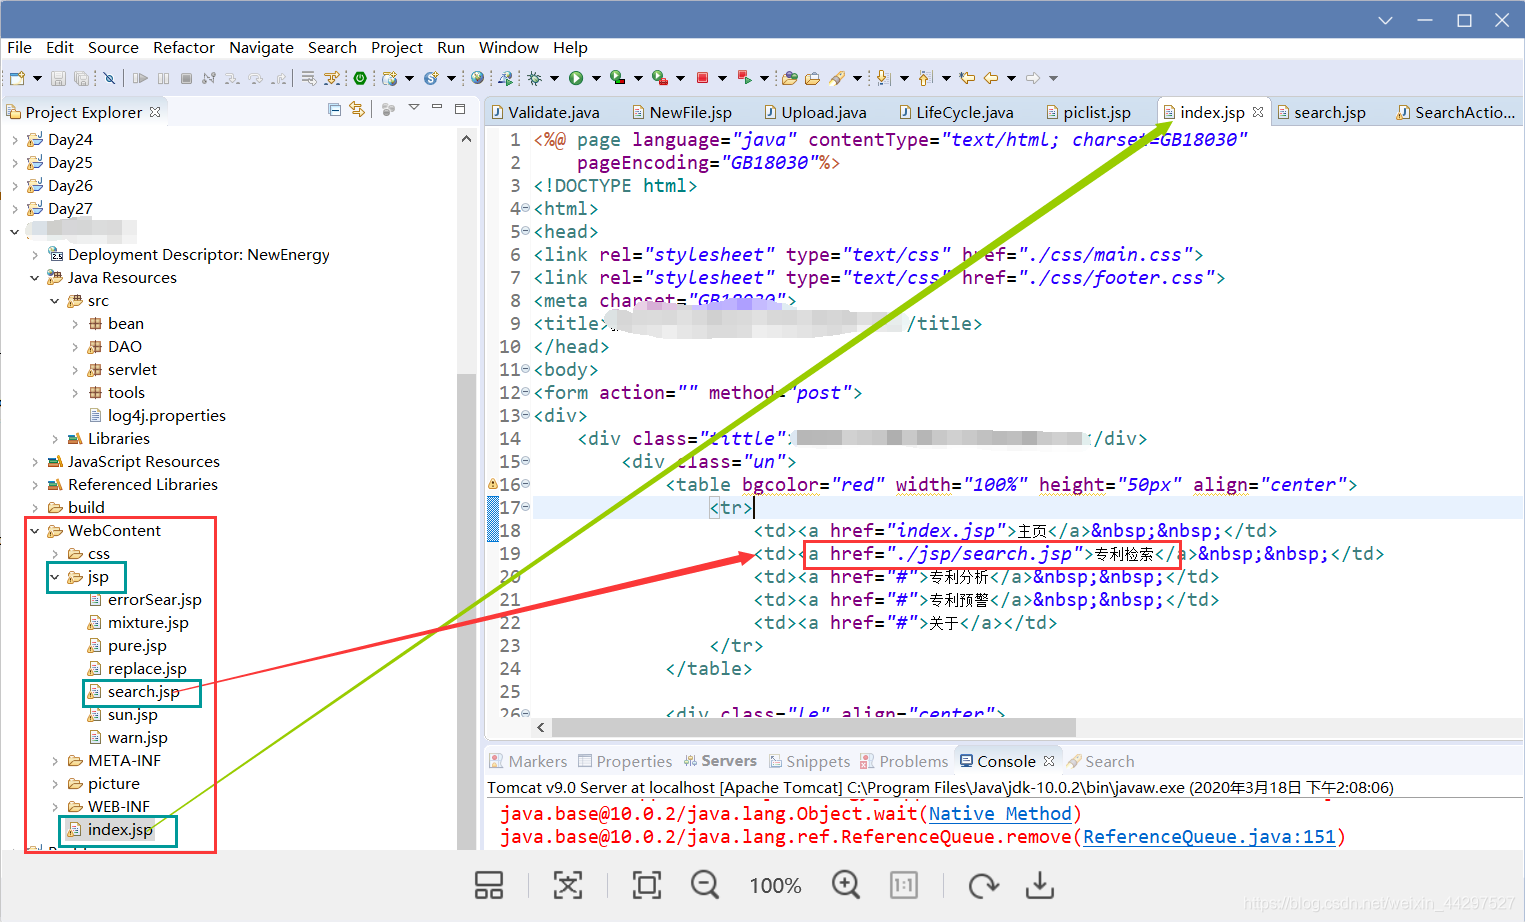 File Edit Source Refactor Navigate Search Project Run Window Help
Project Explorer
Day24
Day25
Day26
Day27
Deployment Descriptor: NewEnergy
Java Resources
src
bean
DAO
servlet
tools
log4j.properties
Libraries
JavaScript Resources
Referenced Libraries
build
WebContent
css
jsp
errorSear.jsp
mixture.jsp
pure.jsp
replace.jsp
search.jsp
sun.jsp
warn.jsp
META-INF
picture
WEB-INF
index.jsp
Validate.java NewFile.jsp Upload.java LifeCycle.java piclist.jsp index.jsp search.jsp SearchActio...
1 <%@ page language="java" contentType="text/html; charset=GB18030"
2 pageEncoding="GB18030"%>
3 <!DOCTYPE html>
4 <html>
5 <head>
6 <link rel="stylesheet" type="text/css" href="./css/main.css">
7 <link rel="stylesheet" type="text/css" href="./css/footer.css">
8 <meta charset="GB18030">
9 <title> /title>
10 </head>
11 <body>
12 <form action="" method="post">
13 <div>
14 <div class="tittle"> </div>
15 <div class="un">
16 <table bgcolor="red" width="100%" height="50px" align="center">
17 <tr>
18 <td><a href="index.jsp">主页</a>&nbsp;&nbsp;</td>
19 <td><a href="./jsp/search.jsp">专利检索</a>&nbsp;&nbsp;</td>
20 <td><a href="#">专利分析</a>&nbsp;&nbsp;</td>
21 <td><a href="#">专利预警</a>&nbsp;&nbsp;</td>
22 <td><a href="#">关于</a></td>
23 </tr>
24 </table>
25
26 <div class="le" align="center">
Markers Properties Servers Snippets Problems Console Search
Tomcat v9.0 Server at localhost [Apache Tomcat] C:\Program Files\Java\jdk-10.0.2\bin\javaw.exe (2020年3月18日 下午2:08:06)
java.base@10.0.2/java.lang.Object.wait(Native Method)
java.base@10.0.2/java.lang.ref.ReferenceQueue.remove(ReferenceQueue.java:151)
100%
1:1
https://blog.csdn.net/weixin_44297527